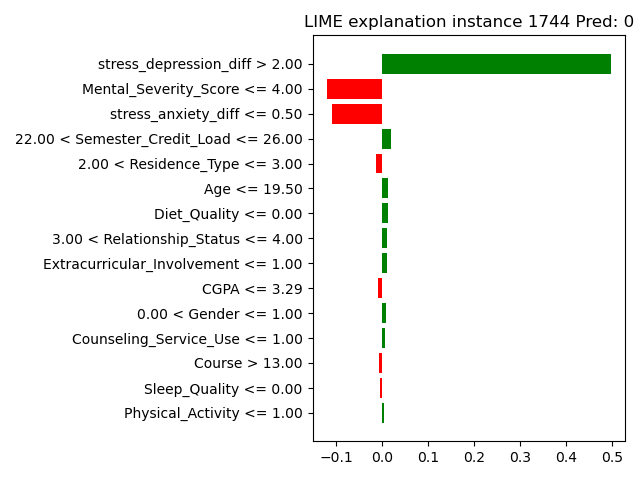 LIME explanation instance 1744 Pred: 0
stress_depression_diff > 2.00
Mental_Severity_Score <= 4.00
stress_anxiety_diff <= 0.50
22.00 < Semester_Credit_Load <= 26.00
2.00 < Residence_Type <= 3.00
Age <= 19.50
Diet_Quality <= 0.00
3.00 < Relationship_Status <= 4.00
Extracurricular_Involvement <= 1.00
CGPA <= 3.29
0.00 < Gender <= 1.00
Counseling_Service_Use <= 1.00
Course > 13.00
Sleep_Quality <= 0.00
Physical_Activity <= 1.00
−0.1 0.0 0.1 0.2 0.3 0.4 0.5